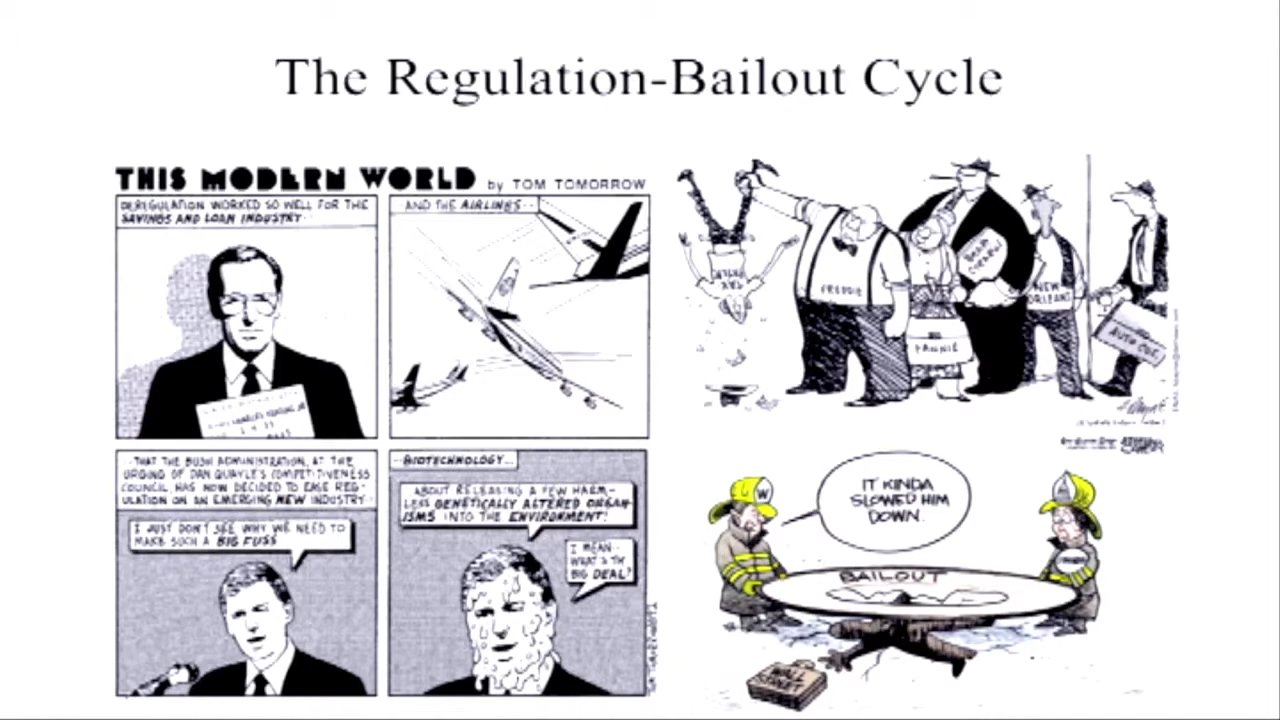 The Regulation-Bailout Cycle
THIS MODERN WORLD by TOM TOMORROW
DEREGULATION WORKED SO WELL FOR THE
SAVINGS AND LOAN INDUSTRY..
..AND THE AIRLINES..
..THAT THE BUSH ADMINISTRATION, AT THE
URGING OF DAN QUAYLE'S COMPETITIVENESS
COUNCIL HAS NOW DECIDED TO EASE REG-
ULATION ON AN EMERGING NEW INDUSTRY..
I JUST DON'T SEE WHY WE NEED TO
MAKE SUCH A BIG FUSS
..BIOTECHNOLOGY...
ABOUT RELEASING A FEW HARM-
LESS GENETICALLY ALTERED ORGAN-
ISMS INTO THE ENVIRONMENT!
I MEAN..
WHAT'S TH'
BIG DEAL?
FREDDIE
FANNIE
NEW
ORLEANS
AUTO
IT KINDA
SLOWED HIM
DOWN.
W
BAILOUT
WALL
STREET